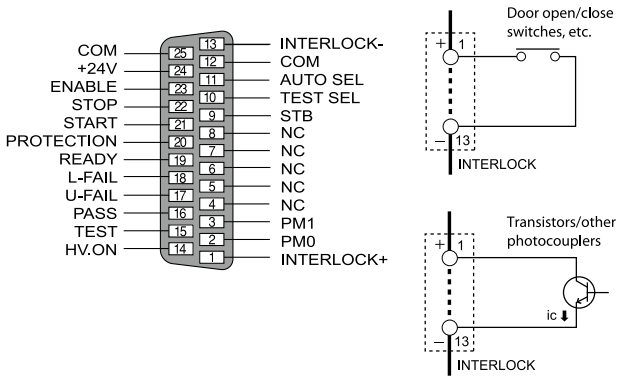 COM
+24V
ENABLE
STOP
START
PROTECTION
READY
L-FAIL
U-FAIL
PASS
TEST
HV.ON
25
24
23
22
21
20
19
18
17
16
15
14
13
12
11
10
9
8
7
6
5
4
3
2
1
INTERLOCK-
COM
AUTO SEL
TEST SEL
STB
NC
NC
NC
NC
NC
PM1
PM0
INTERLOCK+
Door open/close
switches, etc.
+ 1
− 13
INTERLOCK
Transistors/other
photocouplers
+ 1
ic
− 13
INTERLOCK